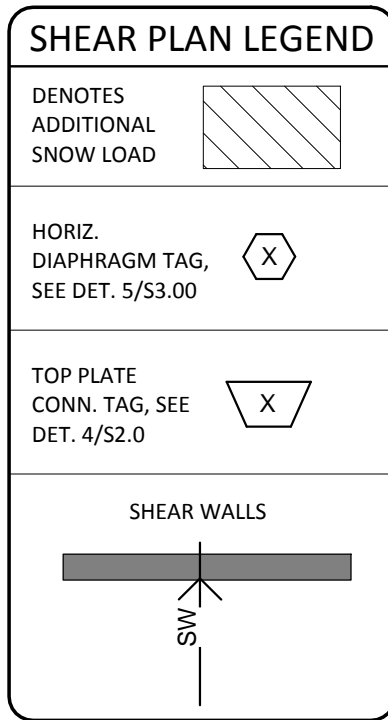 SHEAR PLAN LEGEND
DENOTES
ADDITIONAL
SNOW LOAD
HORIZ.
DIAPHRAGM TAG,
SEE DET. 5/S3.00
X
TOP PLATE
CONN. TAG, SEE
DET. 4/S2.0
X
SHEAR WALLS
SW